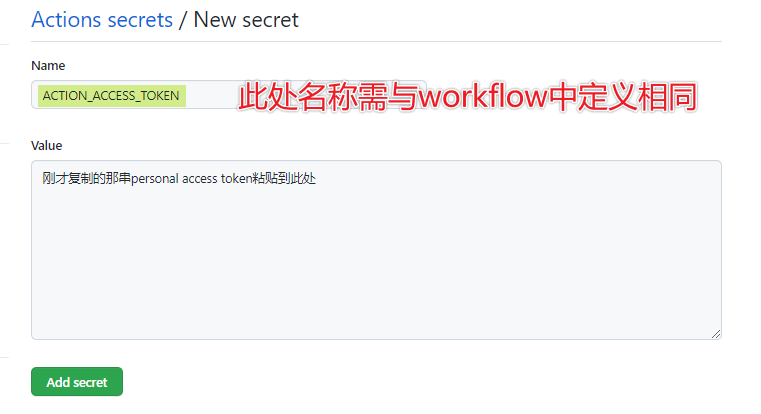 Actions secrets / New secret
Name
ACTION_ACCESS_TOKEN
此处名称需与workflow中定义相同
Value
刚才复制的那串personal access token粘贴到此处
Add secret